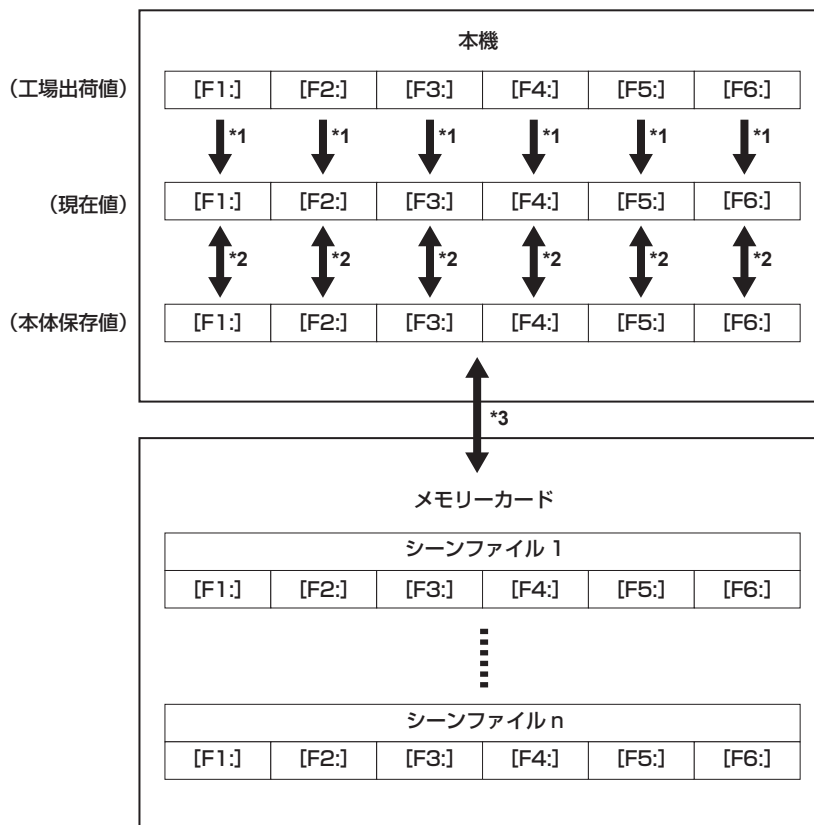 本機
（工場出荷値） [F1:] [F2:] [F3:] [F4:] [F5:] [F6:]
*1 *1 *1 *1 *1 *1
（現在値） [F1:] [F2:] [F3:] [F4:] [F5:] [F6:]
*2 *2 *2 *2 *2 *2
（本体保存値） [F1:] [F2:] [F3:] [F4:] [F5:] [F6:]
*3
メモリーカード
シーンファイル 1
[F1:] [F2:] [F3:] [F4:] [F5:] [F6:]
シーンファイル n
[F1:] [F2:] [F3:] [F4:] [F5:] [F6:]